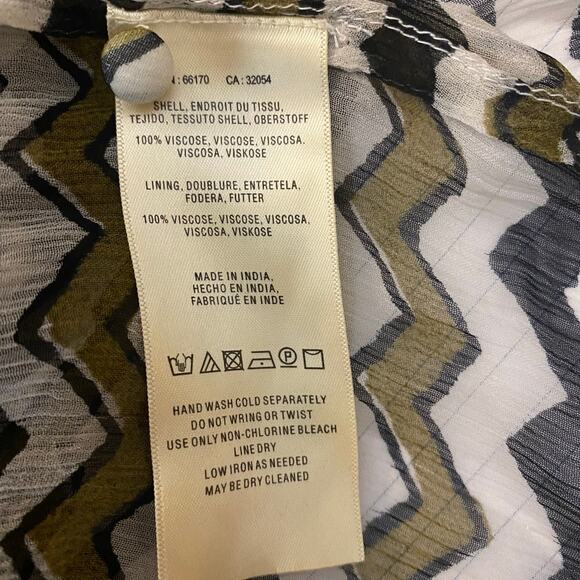 : 66170 CA : 32054
SHELL, ENDROIT DU TISSU,
TEJIDO, TESSUTO SHELL, OBERSTOFF
100% VISCOSE, VISCOSE, VISCOSA.
VISCOSA, VISKOSE
LINING, DOUBLURE, ENTRETELA,
FODERA, FUTTER
100% VISCOSE, VISCOSE, VISCOSA,
VISCOSA, VISKOSE
MADE IN INDIA,
HECHO EN INDIA,
FABRIQUÉ EN INDE
P
HAND WASH COLD SEPARATELY
DO NOT WRING OR TWIST
USE ONLY NON-CHLORINE BLEACH
LINE DRY
LOW IRON AS NEEDED
MAY BE DRY CLEANED